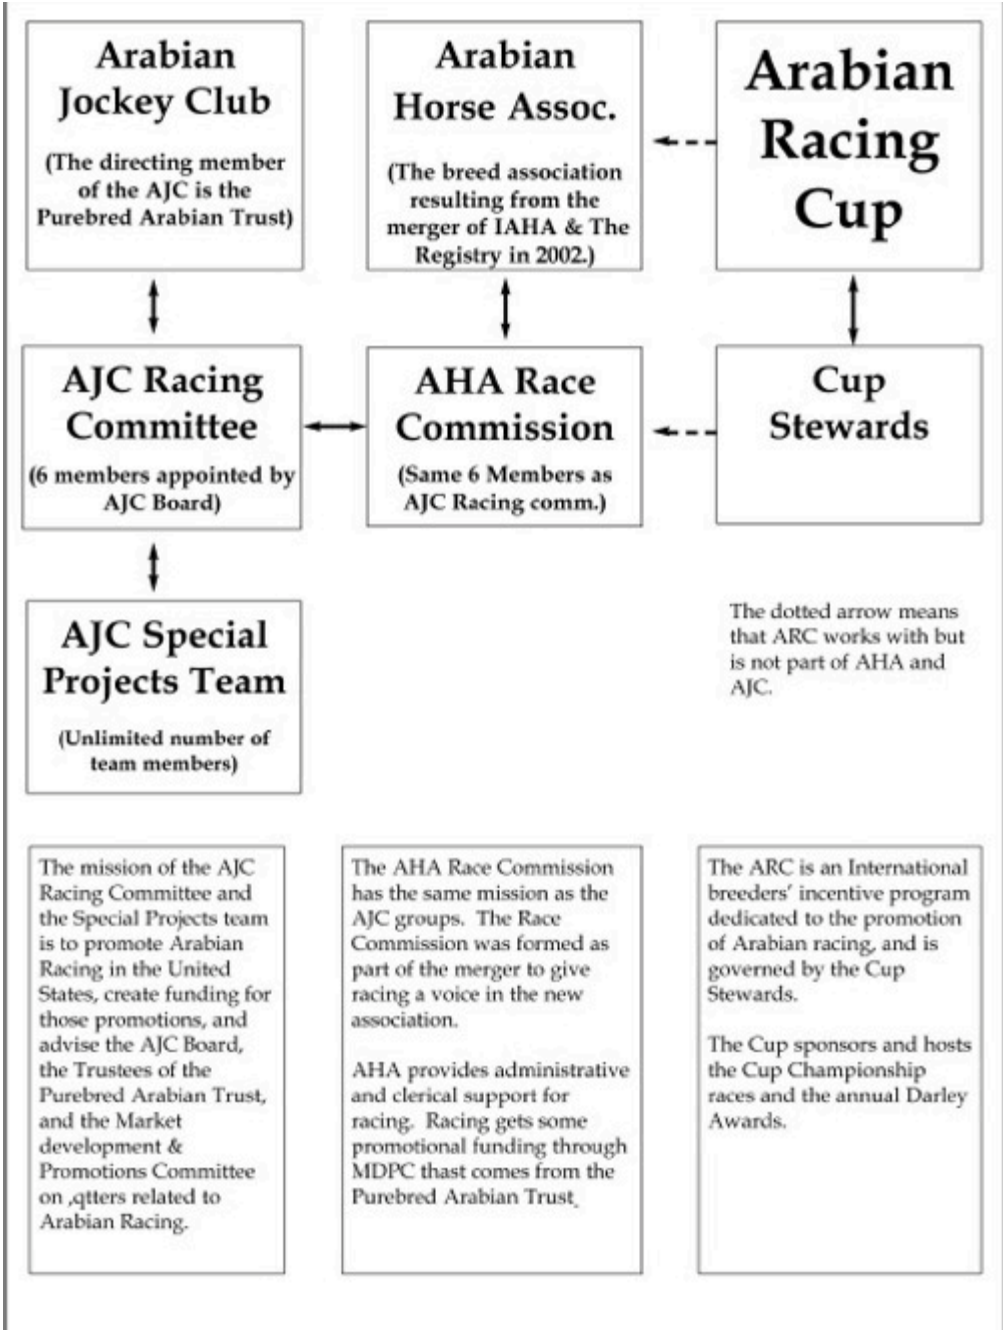 Arabian
Jockey Club
(The directing member
of the AJC is the
Purebred Arabian Trust)
Arabian
Horse Assoc.
(The breed association
resulting from the
merger of IAHA & The
Registry in 2002.)
Arabian
Racing
Cup
AJC Racing
Committee
(6 members appointed by
AJC Board)
AHA Race
Commission
(Same 6 Members as
AJC Racing comm.)
Cup
Stewards
AJC Special
Projects Team
(Unlimited number of
team members)
The dotted arrow means
that ARC works with but
is not part of AHA and
AJC.
The mission of the AJC
Racing Committee and
the Special Projects team
is to promote Arabian
Racing in the United
States, create funding for
those promotions, and
advise the AJC Board,
the Trustees of the
Purebred Arabian Trust,
and the Market
development &
Promotions Committee
on ,qtters related to
Arabian Racing.
The AHA Race Commission
has the same mission as the
AJC groups.  The Race
Commission was formed as
part of the merger to give
racing a voice in the new
association.
AHA provides administrative
and clerical support for
racing.  Racing gets some
promotional funding through
MDPC thast comes from the
Purebred Arabian Trust.
The ARC is an International
breeders' incentive program
dedicated to the promotion
of Arabian racing, and is
governed by the Cup
Stewards.
The Cup sponsors and hosts
the Cup Championship
races and the annual Darley
Awards.